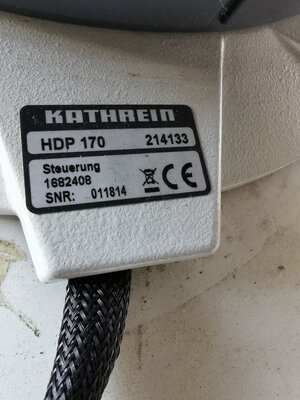 KATHREIN
HDP 170 214133
Steuerung
1682408
SNR: 011814 CE